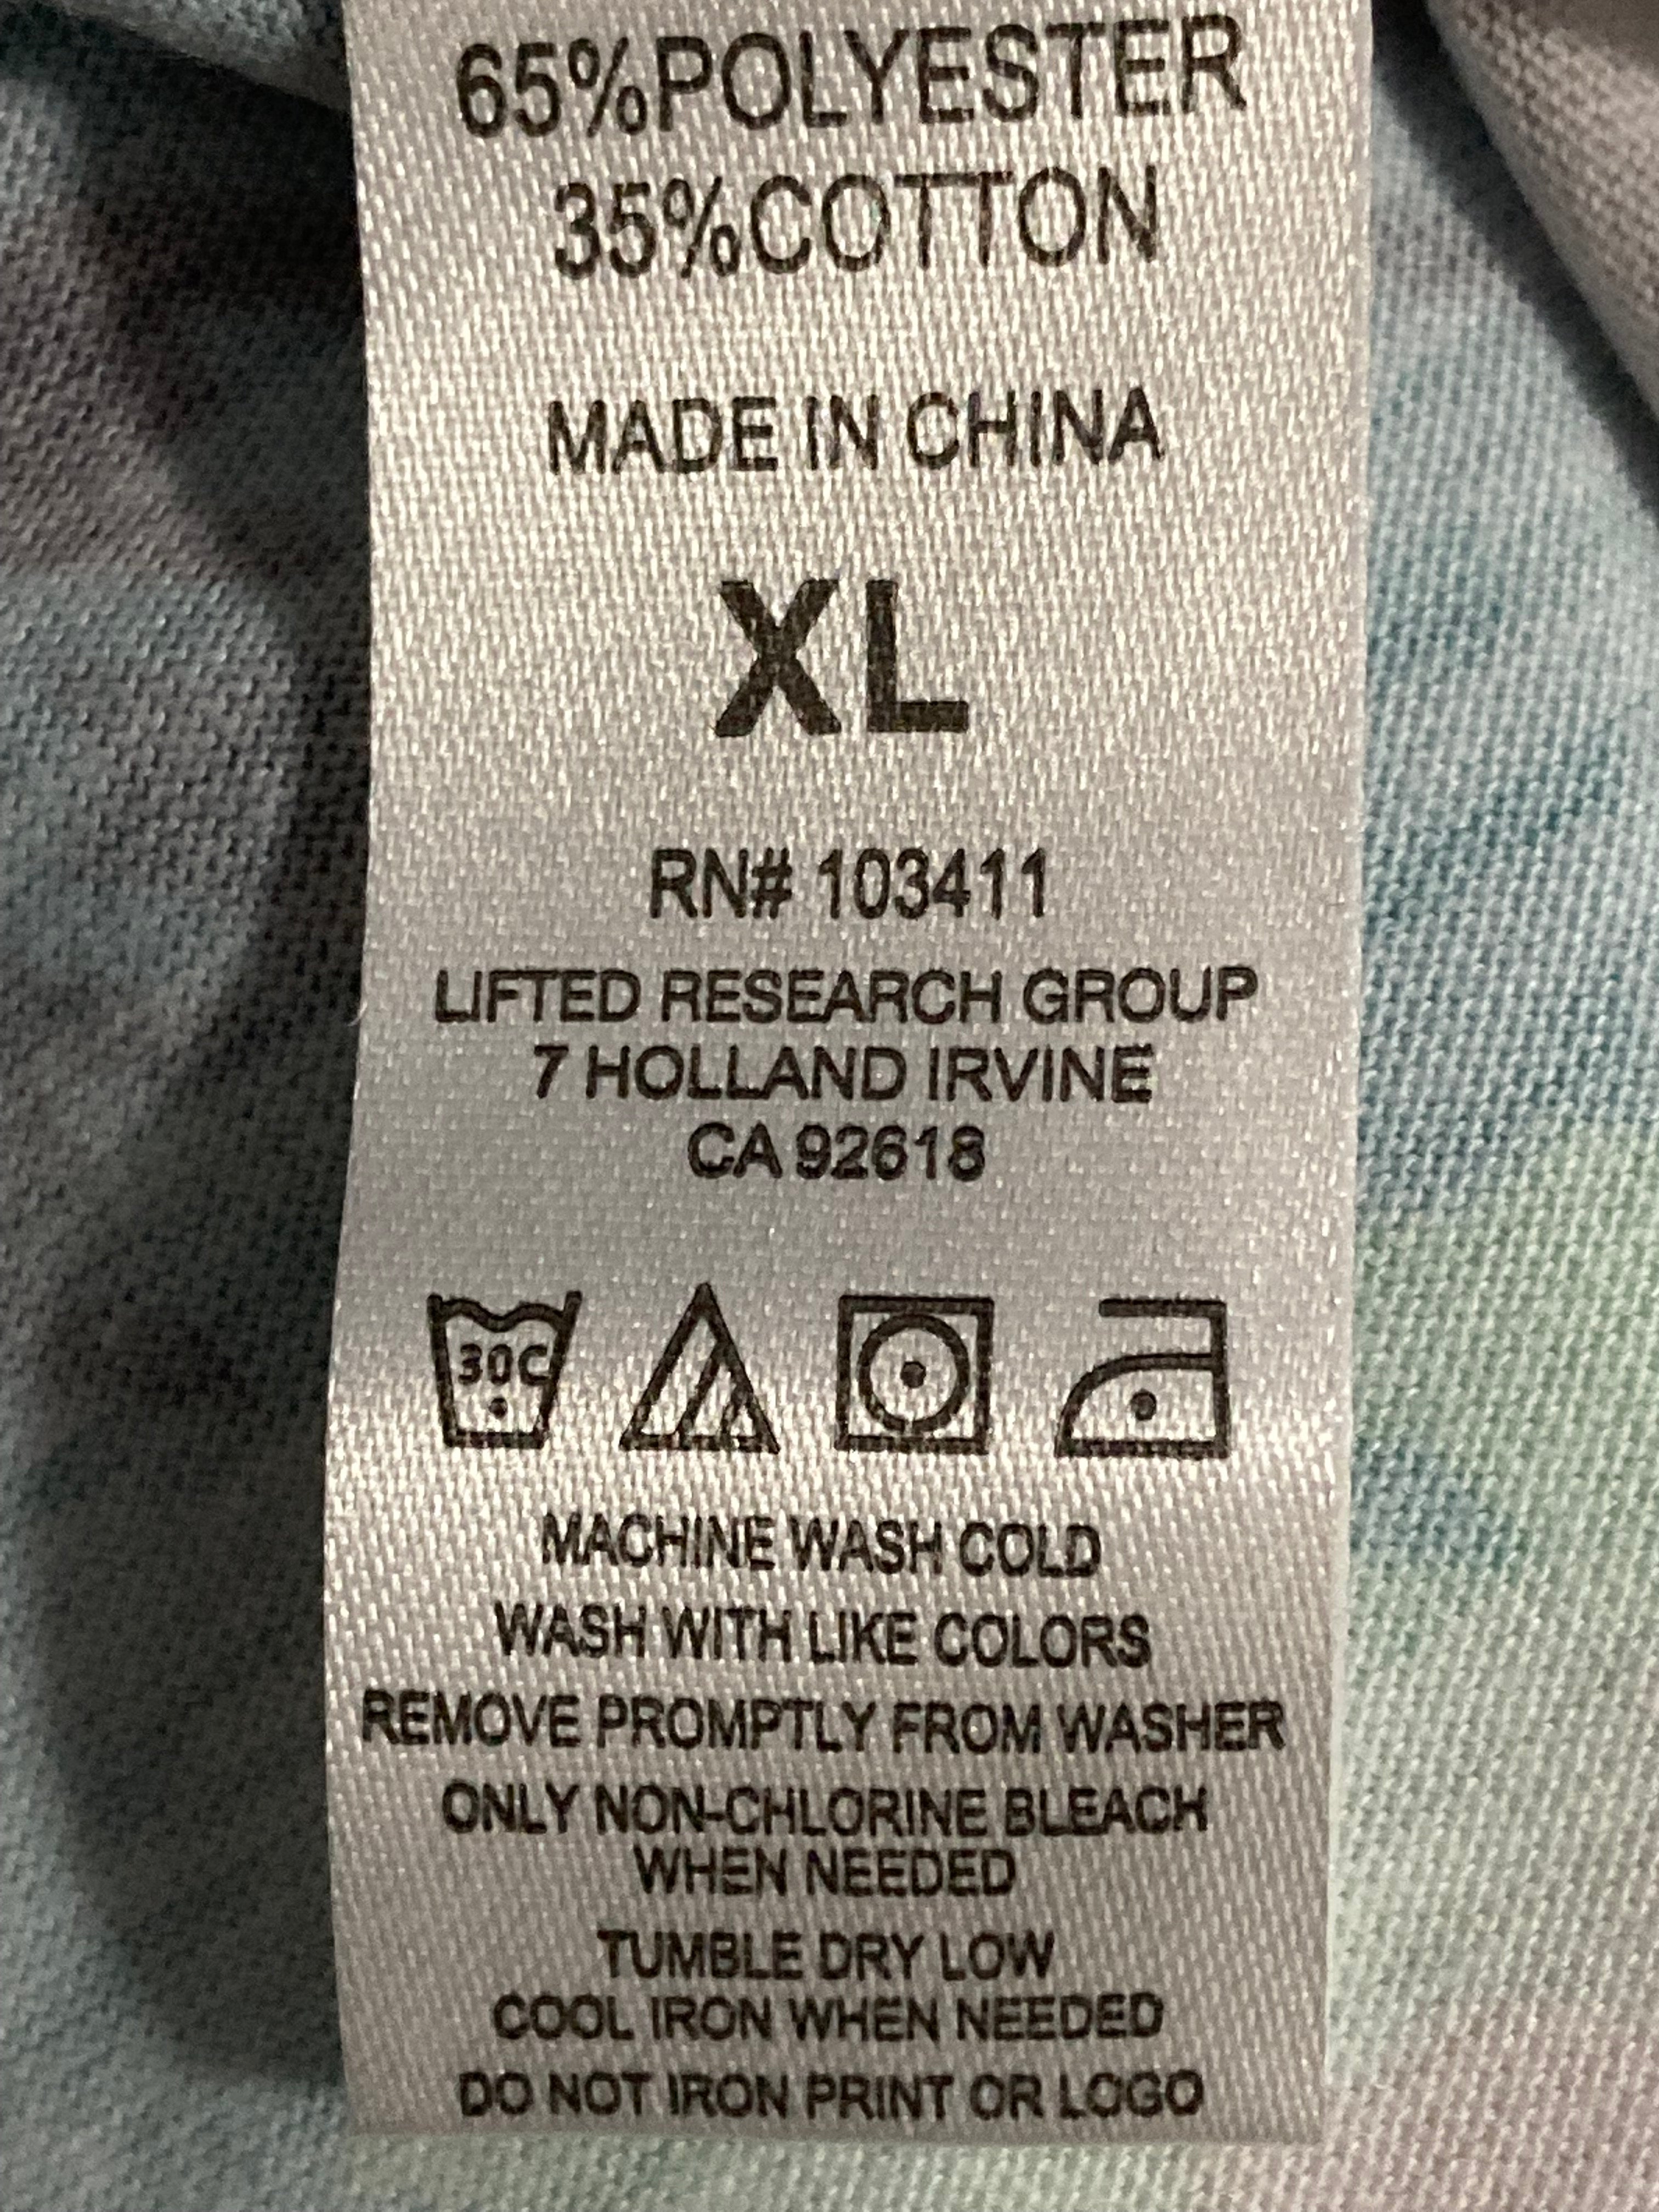 65%POLYESTER
35%COTTON
MADE IN CHINA
XL
RN# 103411
LIFTED RESEARCH GROUP
7 HOLLAND IRVINE
CA 92618
30C
MACHINE WASH COLD
WASH WITH LIKE COLORS
REMOVE PROMPTLY FROM WASHER
ONLY NON-CHLORINE BLEACH
WHEN NEEDED
TUMBLE DRY LOW
COOL IRON WHEN NEEDED
DO NOT IRON PRINT OR LOGO